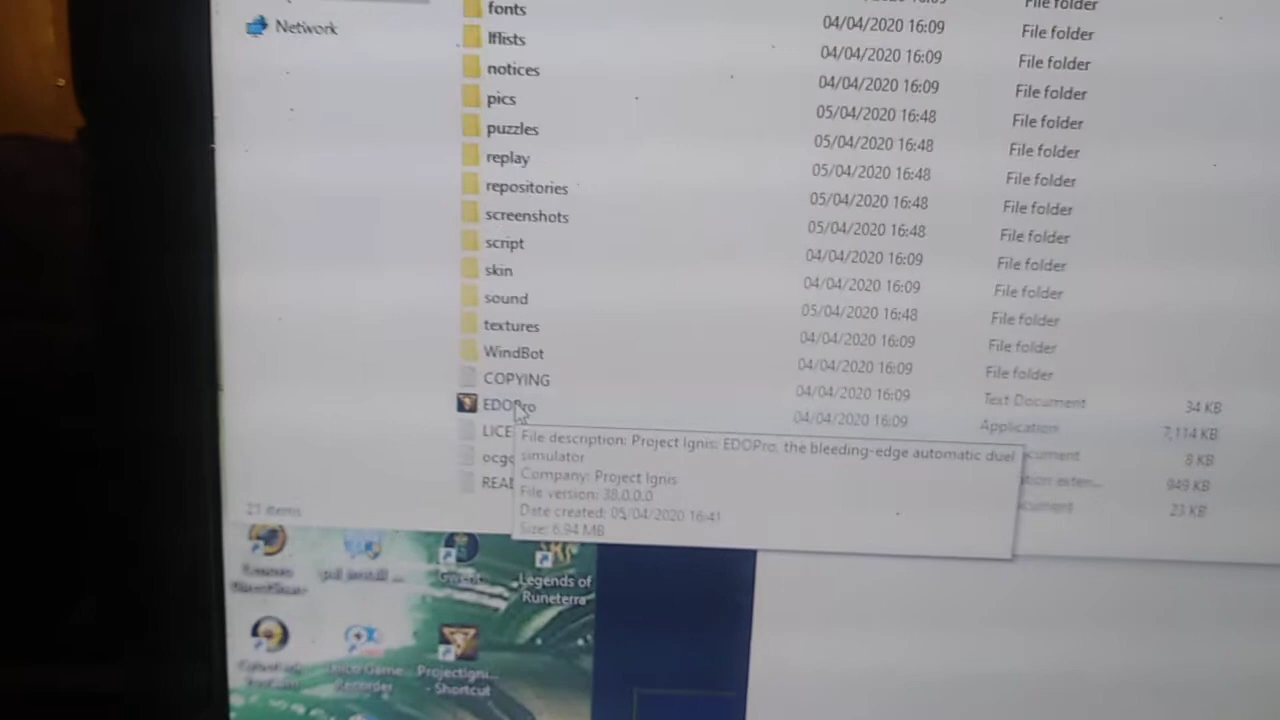 File folder
fonts 04/04/2020 16:09 File folder
Network
lflists 04/04/2020 16:09 File folder
notices 04/04/2020 16:09 File folder
pics 05/04/2020 16:48 File folder
puzzles 05/04/2020 16:48 File folder
replay 05/04/2020 16:48 File folder
repositories 05/04/2020 16:48 File folder
screenshots 05/04/2020 16:48 File folder
script 04/04/2020 16:09 File folder
skin 04/04/2020 16:09 File folder
sound 05/04/2020 16:48 File folder
textures 04/04/2020 16:09 File folder
WindBot 04/04/2020 16:09 File folder
COPYING 04/04/2020 16:09 Text Document 34 KB
EDOPro 04/04/2020 16:09 Application 7,114 KB
LICE cument 8 KB
ocgc tion exten... 949 KB
READ cument 23 KB
File description: Project Ignis: EDOPro, the bleeding-edge automatic duel
simulator
Company: Project Ignis
File version: 38.0.0.0
Date created: 05/04/2020 16:41
Size: 6.94 MB
21 items
Gwent
Legends of
Runeterra
ProjectIgni...
- Shortcut